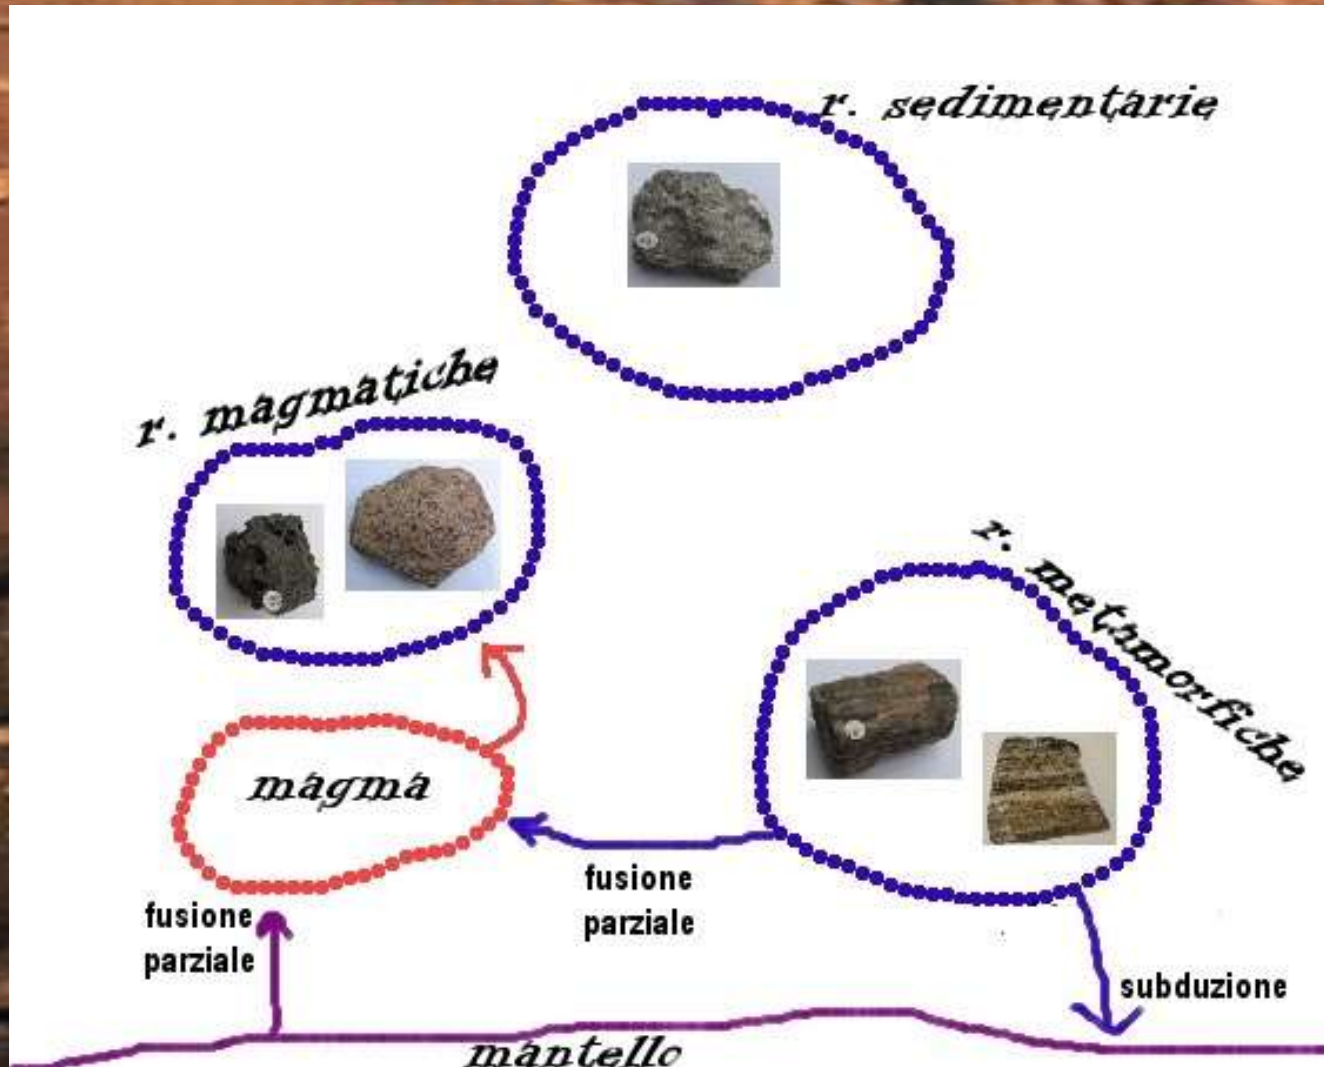 r. sedimentarie
r. magmatiche
r. metamorfiche
magma
fusione
parziale
fusione
parziale
subduzione
mantello